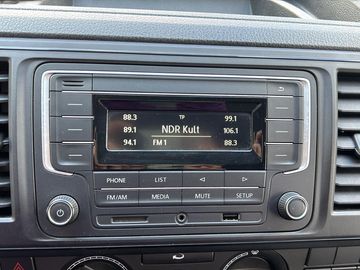 88.3 TP 99.1
89.1 NDR Kult 106.1
94.1 FM 1 88.3
PHONE LIST ◁ ▷
FM/AM MEDIA MUTE SETUP